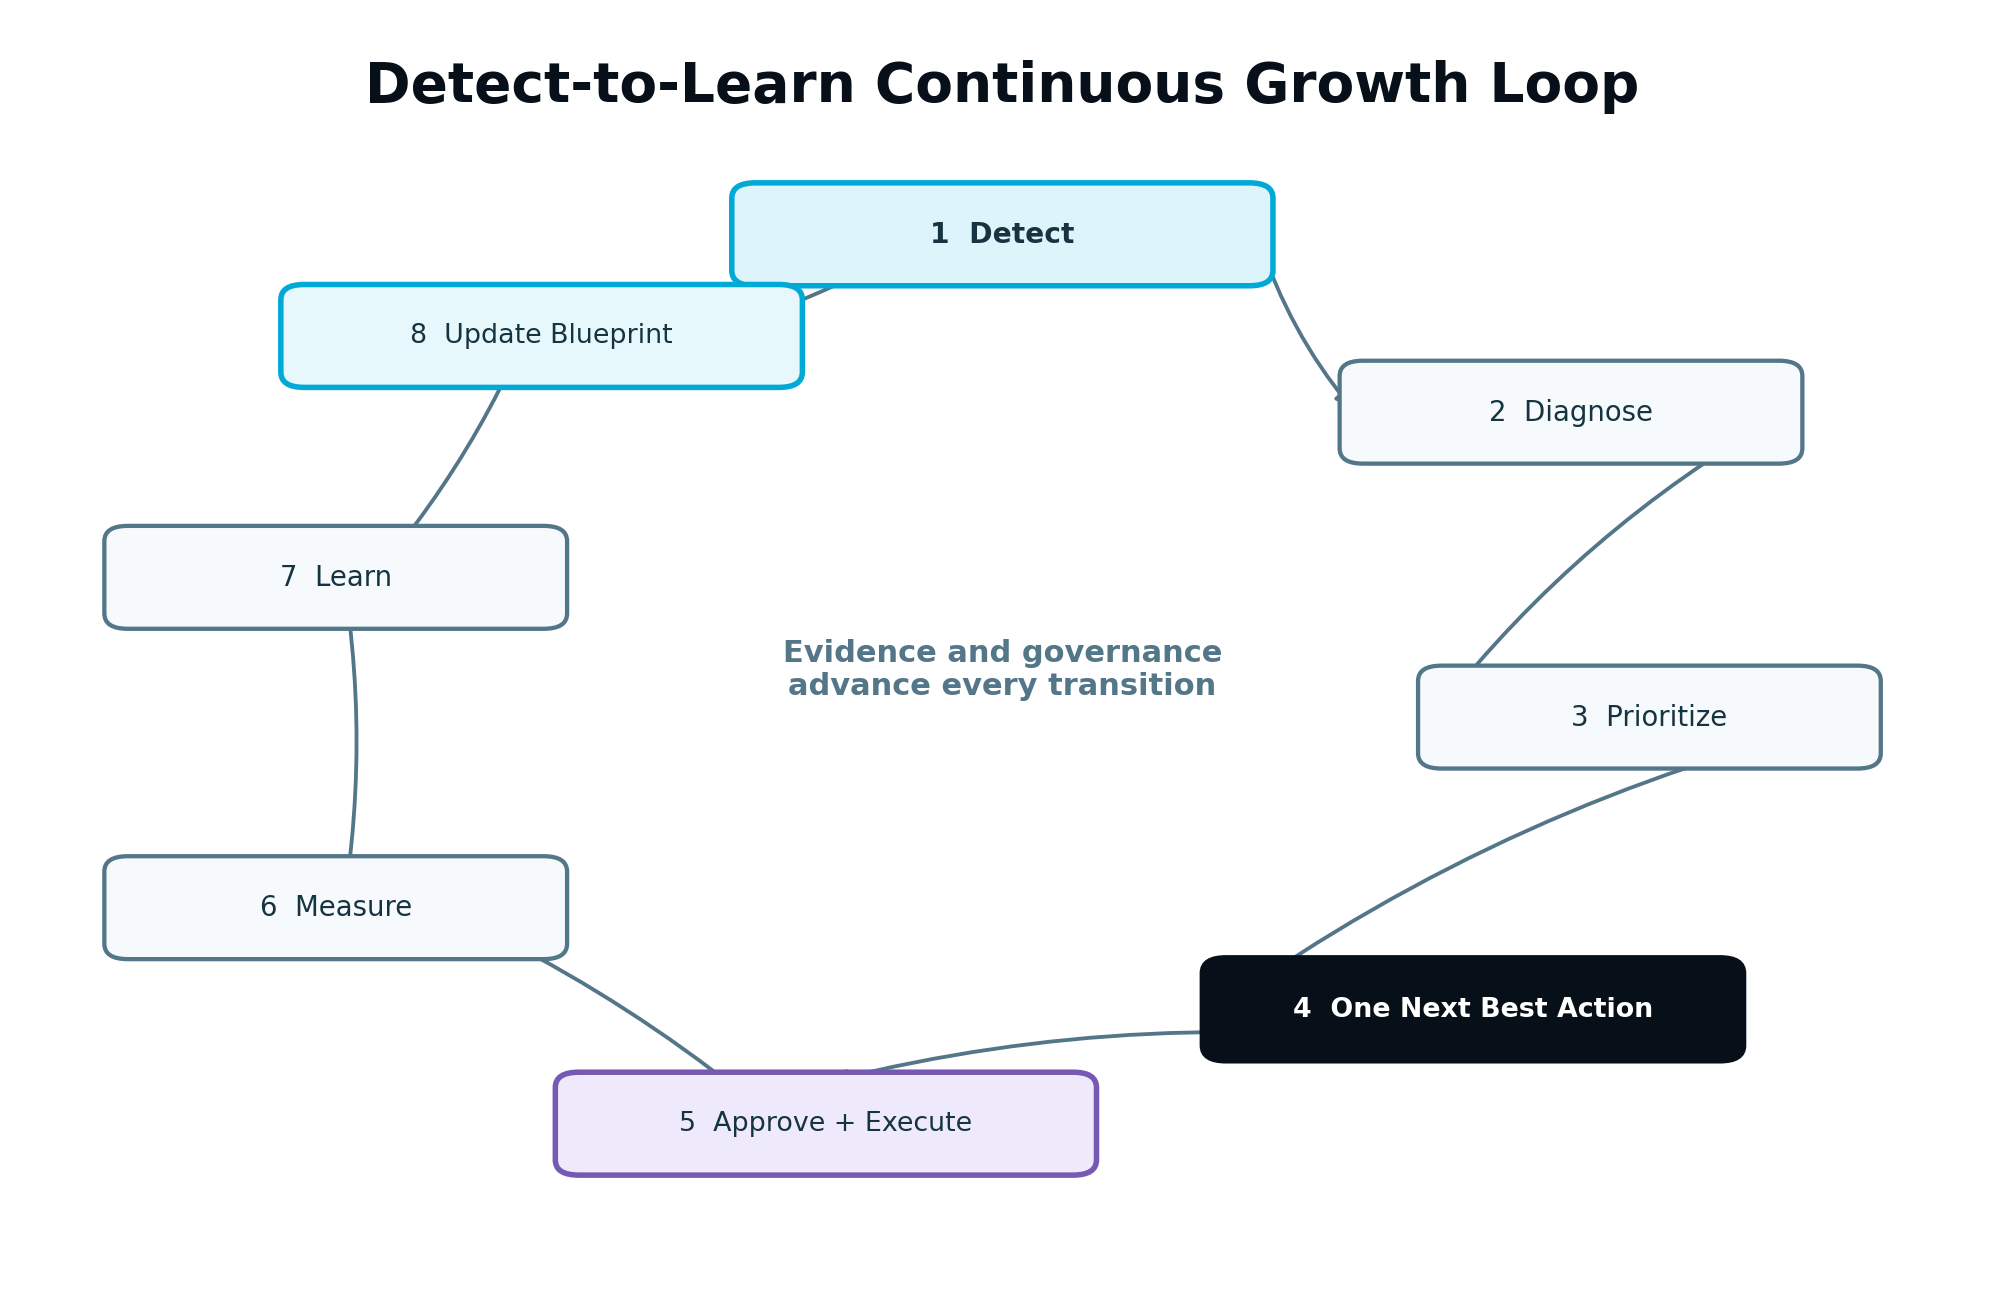 Detect-to-Learn Continuous Growth Loop
1 Detect
8 Update Blueprint
2 Diagnose
7 Learn
Evidence and governance
advance every transition
3 Prioritize
6 Measure
4 One Next Best Action
5 Approve + Execute